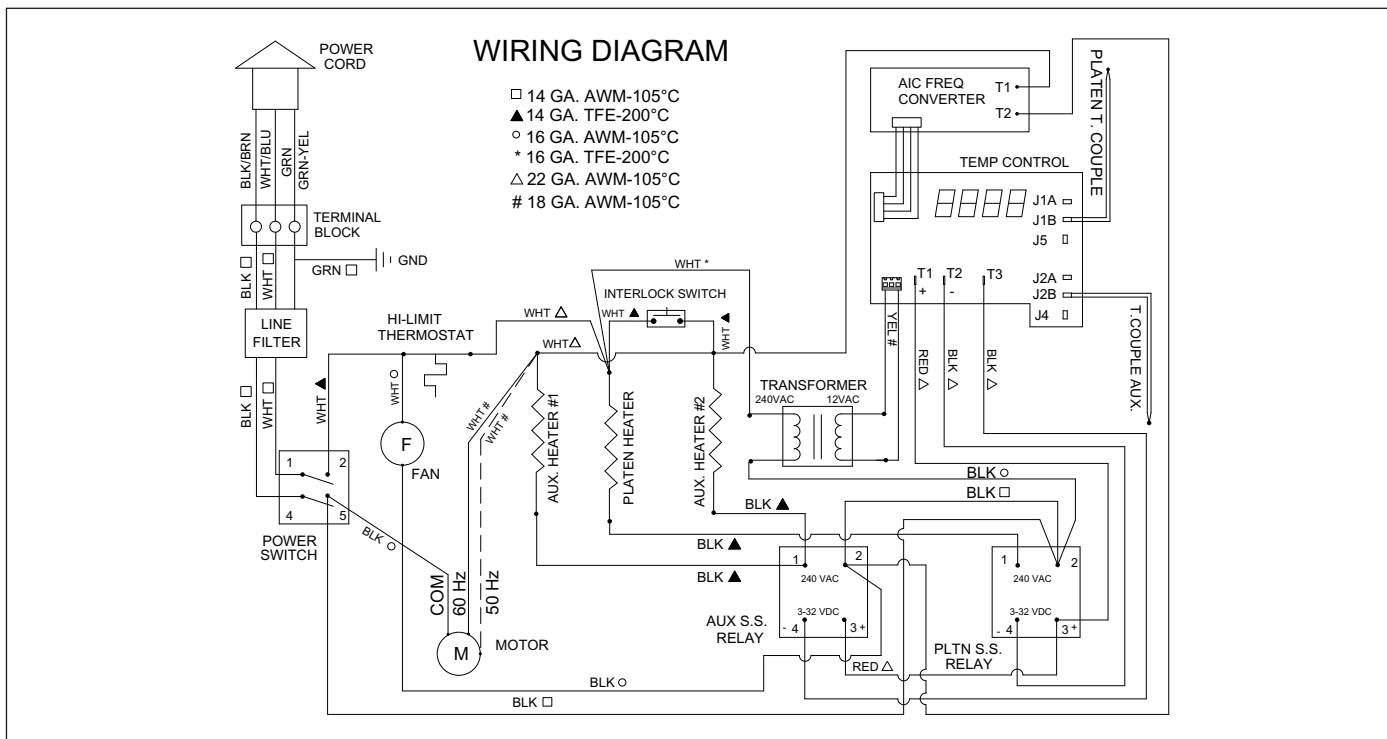 WIRING DIAGRAM
POWER
CORD
□ 14 GA. AWM-105°C
▲ 14 GA. TFE-200°C
○ 16 GA. AWM-105°C
* 16 GA. TFE-200°C
△ 22 GA. AWM-105°C
# 18 GA. AWM-105°C
BLK/BRN
WHT/BLU
GRN
GRN-YEL
TERMINAL
BLOCK
BLK □
WHT □
GRN □
GND
LINE
FILTER
BLK □
WHT □
WHT ▲
HI-LIMIT
THERMOSTAT
WHT ○
F
FAN
1
2
4
5
POWER
SWITCH
BLK ○
COM
60 Hz
50 Hz
M
MOTOR
WHT △
WHT△
WHT #
WHT #
WHT *
INTERLOCK SWITCH
WHT ▲
WHT ▲
AUX. HEATER #1
PLATEN HEATER
AUX. HEATER #2
AIC FREQ
CONVERTER
T1
T2
PLATEN T. COUPLE
TEMP CONTROL
8888
J1A
J1B
J5
J2A
J2B
J4
T1
+
T2
-
T3
T.COUPLE AUX.
YEL #
RED △
BLK △
BLK △
TRANSFORMER
240VAC
12VAC
BLK ○
BLK □
BLK ▲
BLK ▲
BLK ▲
1
2
240 VAC
3-32 VDC
- 4
3 +
AUX S.S.
RELAY
1
2
240 VAC
3-32 VDC
- 4
3 +
PLTN S.S.
RELAY
RED △
BLK ○
BLK □